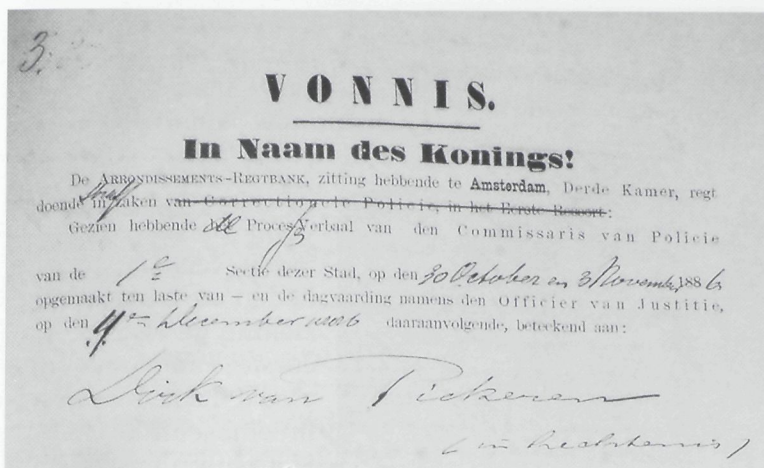 3.
VONNIS.
In Naam des Konings!
De ARRONDISSEMENTS-REGTBANK, zitting hebbende te Amsterdam, Derde Kamer, regt
doende in straf zaken van Correctionele Policie, in het Eerste Ressort:
Gezien hebbende de Proces Verbaal van den Commissaris van Policie
van de 1e Sectie dezer Stad, op den 30 October en 3 November 1886
opgemaakt ten laste van – en de dagvaarding namens den Officier van Justitie,
op den December daaraanvolgende, beteekend aan:
Dirk van Pickeren
(in hechtenis)